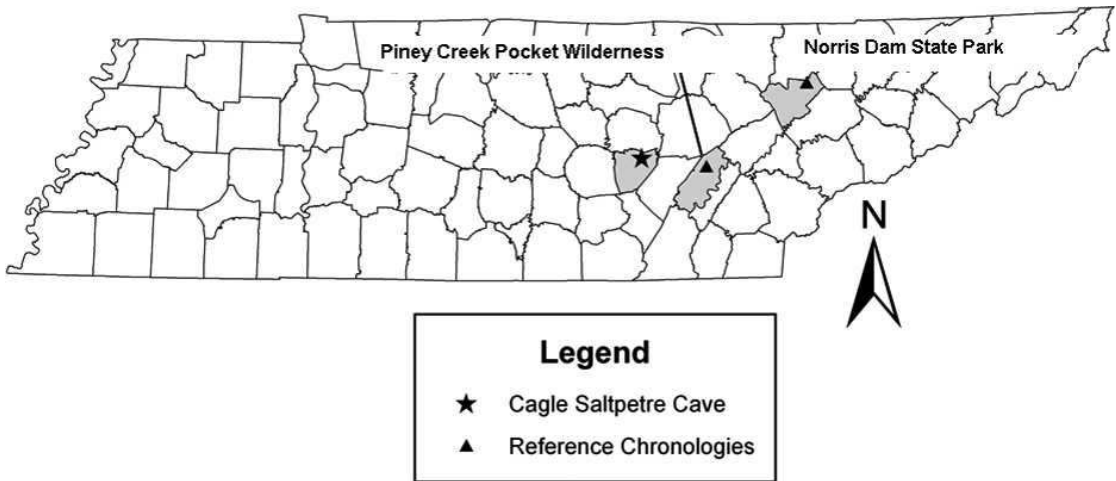 Piney Creek Pocket Wilderness
Norris Dam State Park
N
Legend
Cagle Saltpetre Cave
Reference Chronologies